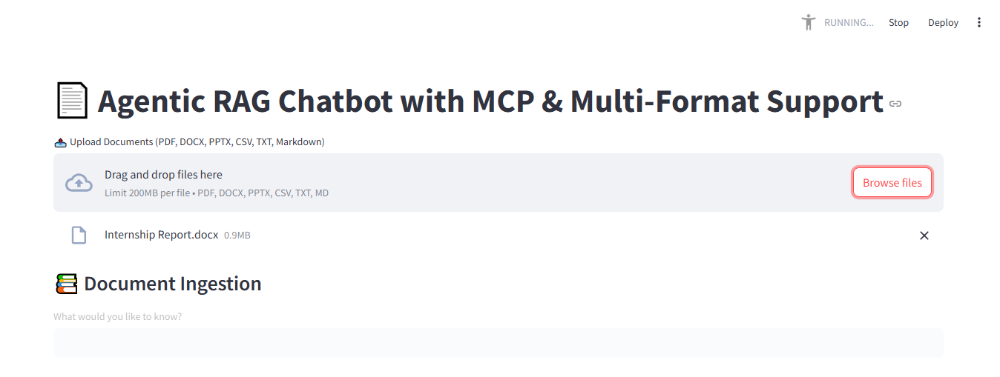 RUNNING... Stop Deploy
Agentic RAG Chatbot with MCP & Multi-Format Support
Upload Documents (PDF, DOCX, PPTX, CSV, TXT, Markdown)
Drag and drop files here
Limit 200MB per file • PDF, DOCX, PPTX, CSV, TXT, MD
Browse files
Internship Report.docx 0.9MB
Document Ingestion
What would you like to know?